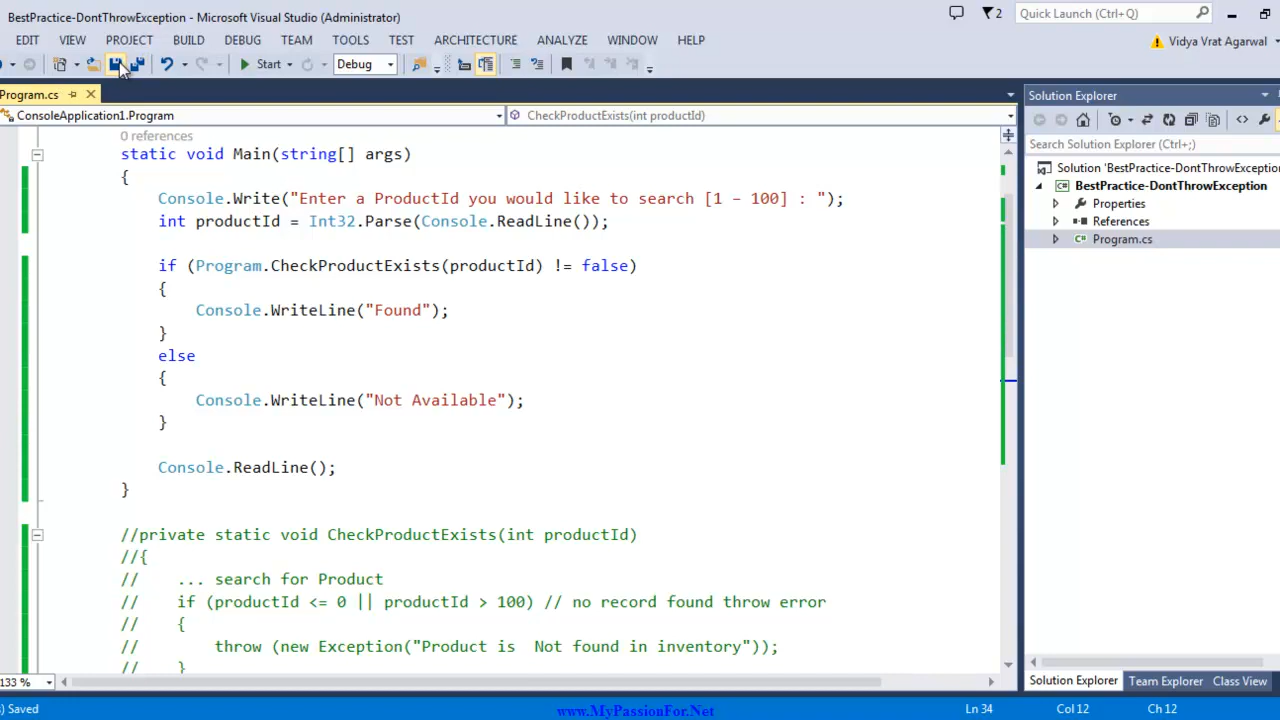 BestPractice-DontThrowException - Microsoft Visual Studio (Administrator)
2
Quick Launch (Ctrl+Q)
EDIT VIEW PROJECT BUILD DEBUG TEAM TOOLS TEST ARCHITECTURE ANALYZE WINDOW HELP
Vidya Vrat Agarwal
Start Debug
Program.cs
Solution Explorer
ConsoleApplication1.Program
CheckProductExists(int productId)
Search Solution Explorer (Ctrl+;)
Solution 'BestPractice-DontThrowException
BestPractice-DontThrowException
Properties
References
Program.cs
0 references
static void Main(string[] args)
{
Console.Write("Enter a ProductId you would like to search [1 – 100] : ");
int productId = Int32.Parse(Console.ReadLine());
if (Program.CheckProductExists(productId) != false)
{
Console.WriteLine("Found");
}
else
{
Console.WriteLine("Not Available");
}
Console.ReadLine();
}
//private static void CheckProductExists(int productId)
//{
// ... search for Product
// if (productId <= 0 || productId > 100) // no record found throw error
// {
// throw (new Exception("Product is  Not found in inventory"));
// }
133 %
Solution Explorer Team Explorer Class View
) Saved
www.MyPassionFor.Net
Ln 34 Col 12 Ch 12